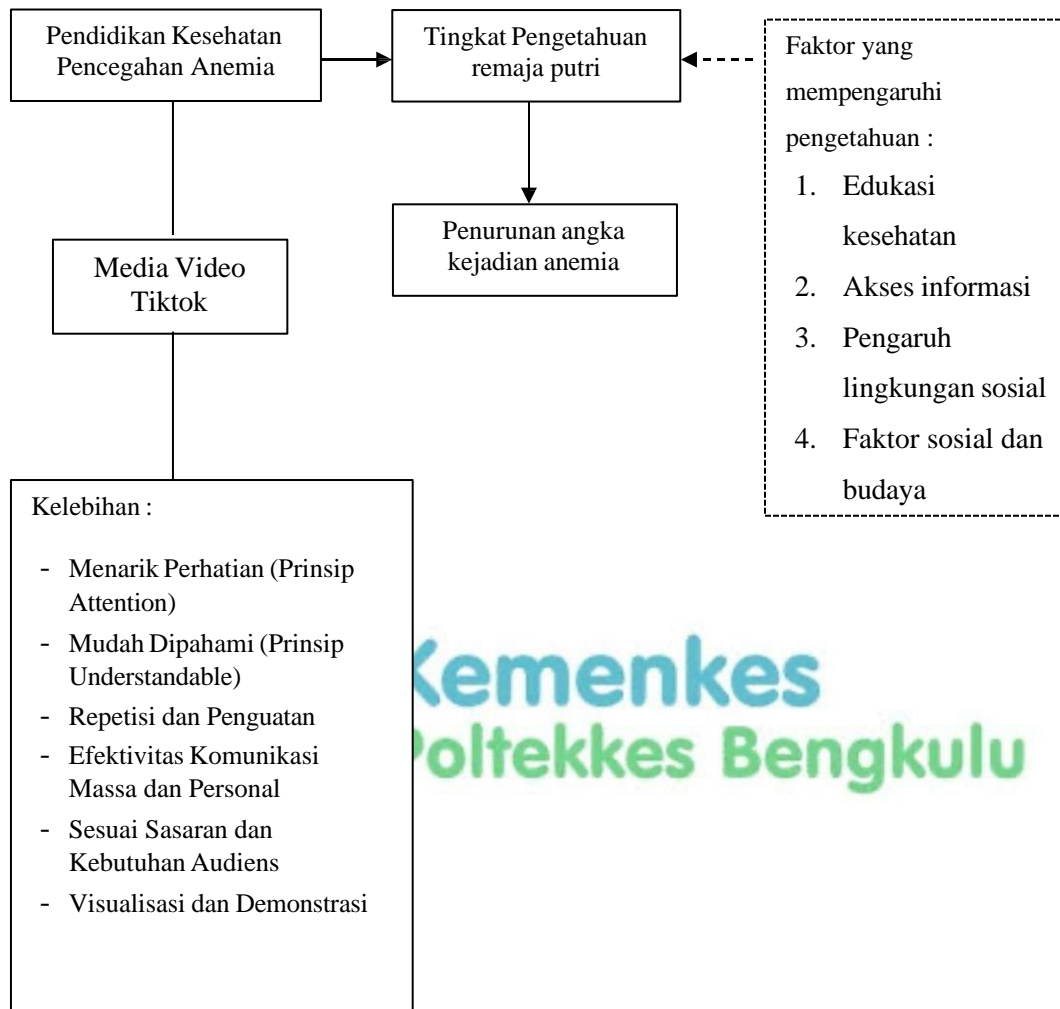 Pendidikan Kesehatan
Pencegahan Anemia
Tingkat Pengetahuan
remaja putri
Faktor yang
mempengaruhi
pengetahuan :
1. Edukasi
kesehatan
2. Akses informasi
3. Pengaruh
lingkungan sosial
4. Faktor sosial dan
budaya
Penurunan angka
kejadian anemia
Media Video
Tiktok
Kelebihan :
- Menarik Perhatian (Prinsip
Attention)
- Mudah Dipahami (Prinsip
Understandable)
- Repetisi dan Penguatan
- Efektivitas Komunikasi
Massa dan Personal
- Sesuai Sasaran dan
Kebutuhan Audiens
- Visualisasi dan Demonstrasi
Kemenkes
Poltekkes Bengkulu